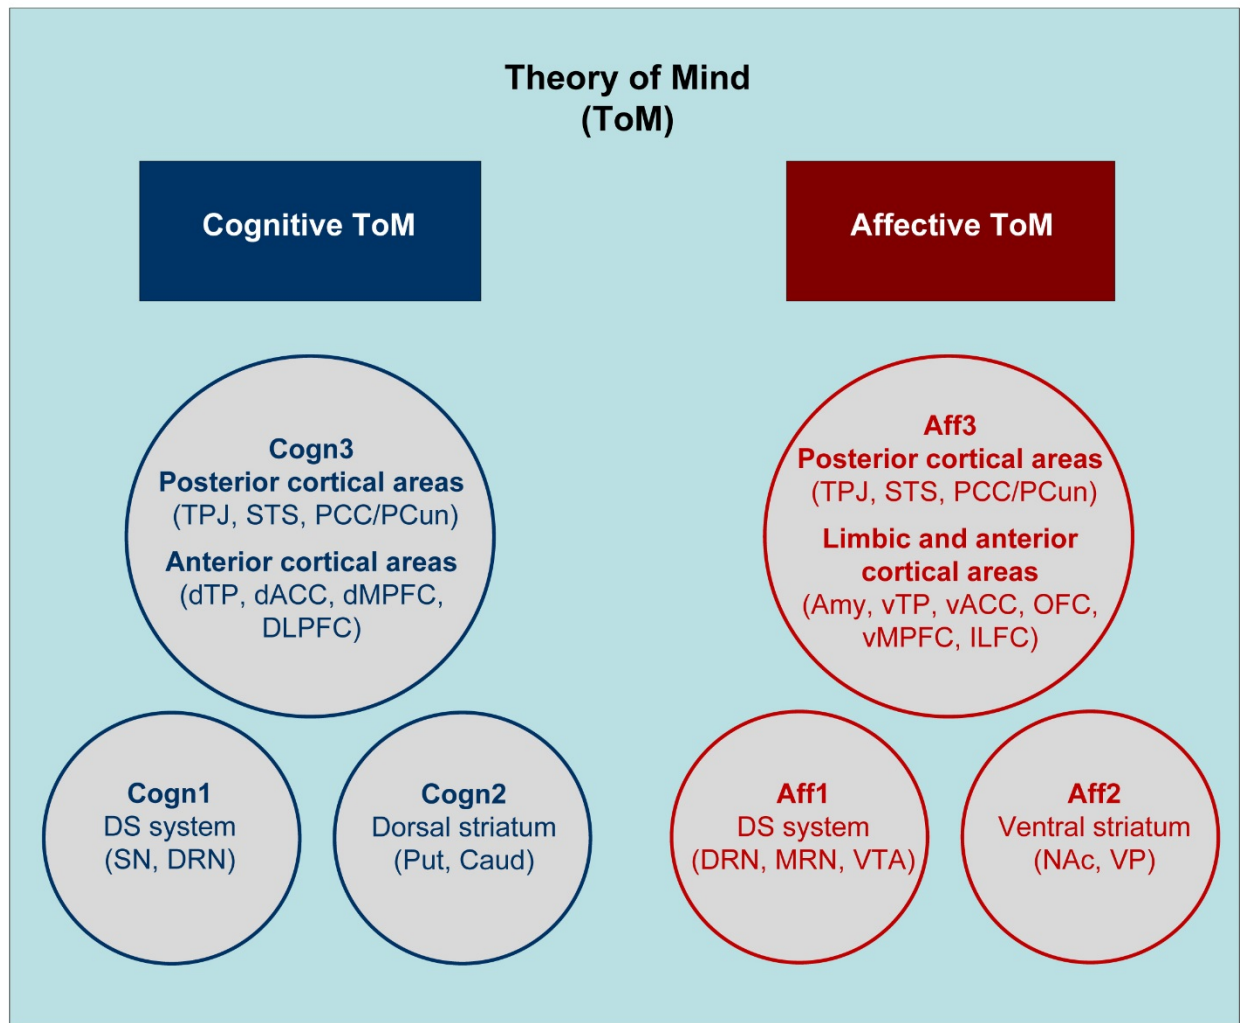 Theory of Mind
(ToM)
Cognitive ToM
Affective ToM
Cogn3
Posterior cortical areas
(TPJ, STS, PCC/PCun)
Anterior cortical areas
(dTP, dACC, dMPFC,
DLPFC)
Aff3
Posterior cortical areas
(TPJ, STS, PCC/PCun)
Limbic and anterior
cortical areas
(Amy, vTP, vACC, OFC,
vMPFC, ILFC)
Cogn1
DS system
(SN, DRN)
Cogn2
Dorsal striatum
(Put, Caud)
Aff1
DS system
(DRN, MRN, VTA)
Aff2
Ventral striatum
(NAc, VP)